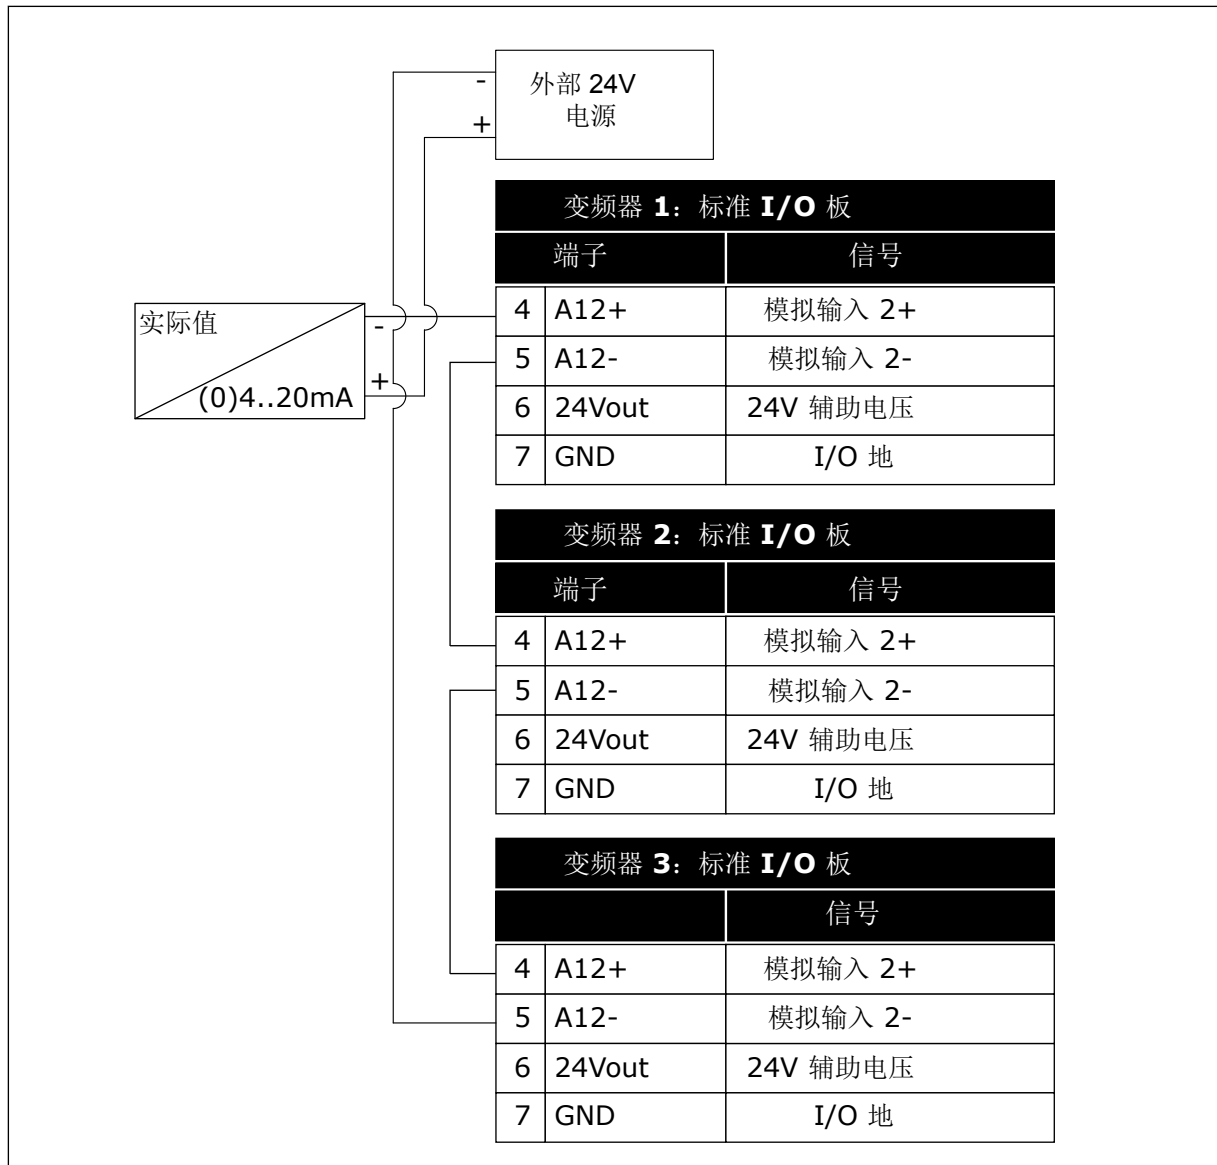 -
外部 24V
电源
+
变频器 1：标准 I/O 板
端子 信号
4 A12+ 模拟输入 2+
5 A12- 模拟输入 2-
6 24Vout 24V 辅助电压
7 GND I/O 地
实际值
-
+
(0)4..20mA
变频器 2：标准 I/O 板
端子 信号
4 A12+ 模拟输入 2+
5 A12- 模拟输入 2-
6 24Vout 24V 辅助电压
7 GND I/O 地
变频器 3：标准 I/O 板
信号
4 A12+ 模拟输入 2+
5 A12- 模拟输入 2-
6 24Vout 24V 辅助电压
7 GND I/O 地